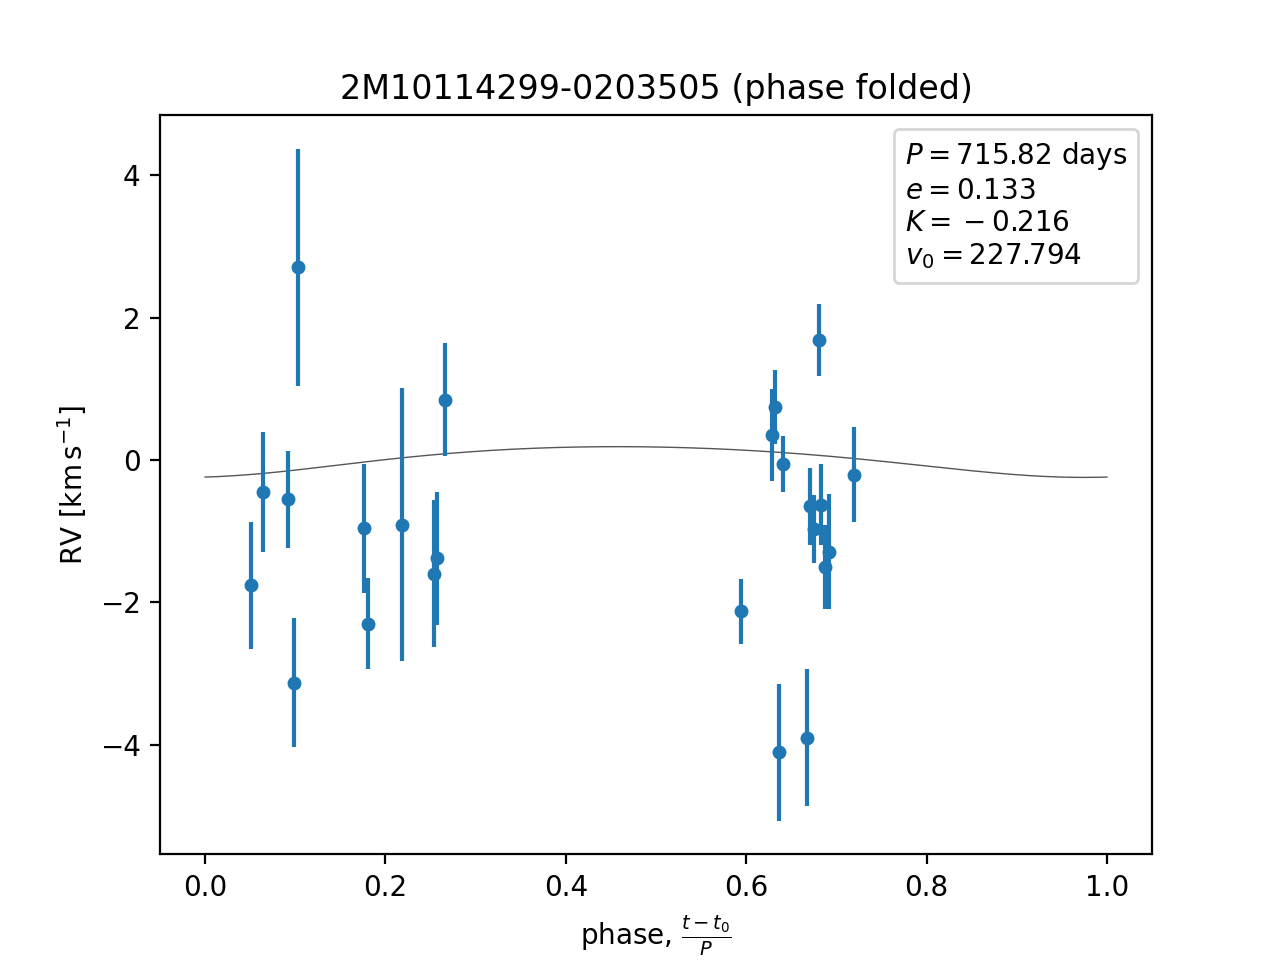 2M10114299-0203505 (phase folded)
P = 715.82 days
e = 0.133
K = −0.216
v₀ = 227.794
4
2
0
−2
−4
RV [km s⁻¹]
0.0 0.2 0.4 0.6 0.8 1.0
phase, (t − t₀)/P